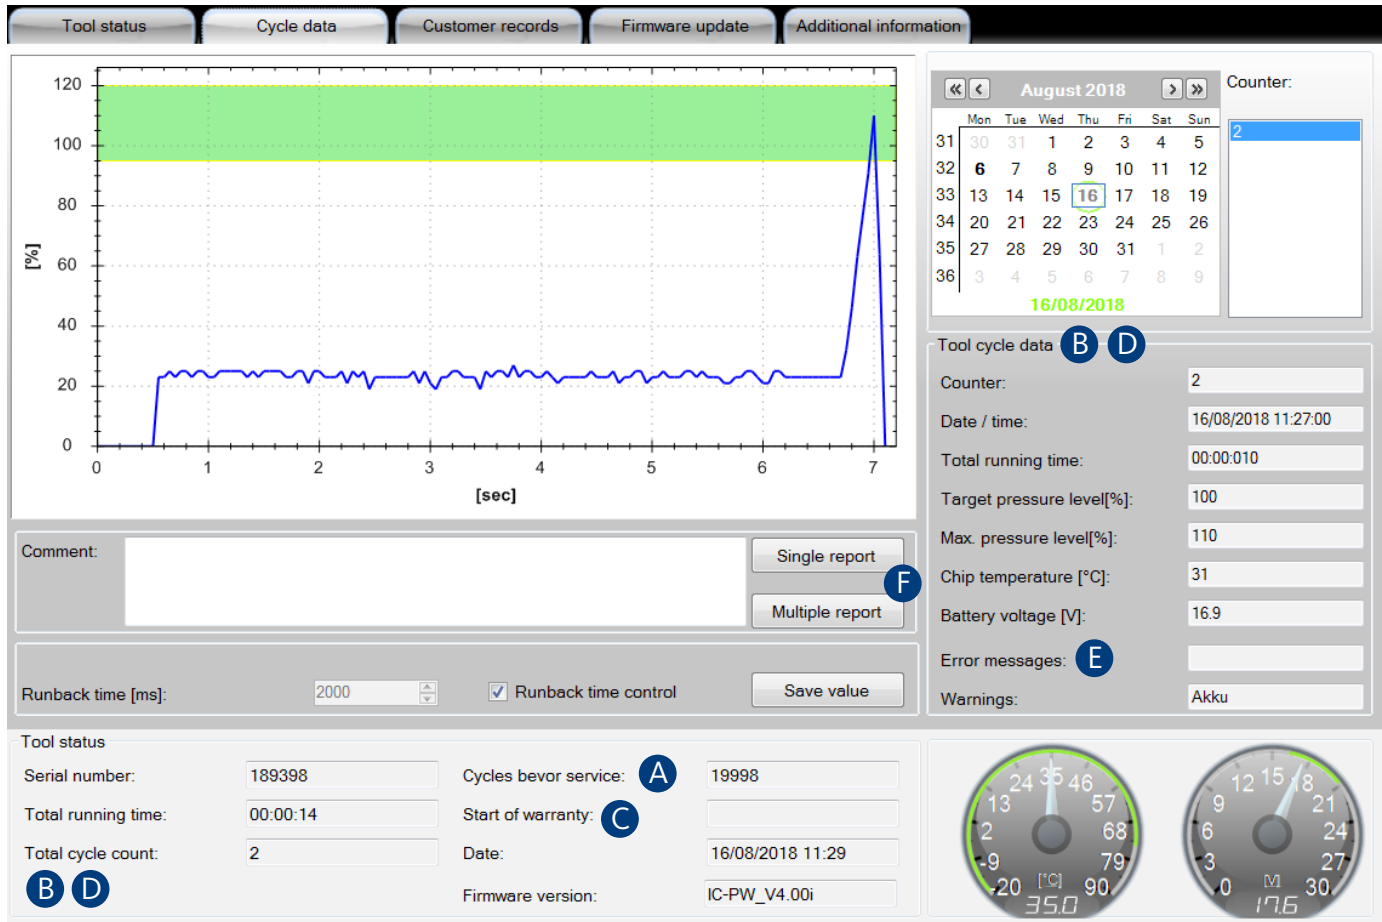 Tool status Cycle data Customer records Firmware update Additional information
120
100
80
60
40
20
0
[%]
0 1 2 3 4 5 6 7
[sec]
« ‹ August 2018 › »
Mon Tue Wed Thu Fri Sat Sun
31 30 31 1 2 3 4 5
32 6 7 8 9 10 11 12
33 13 14 15 16 17 18 19
34 20 21 22 23 24 25 26
35 27 28 29 30 31 1 2
36 3 4 5 6 7 8 9
16/08/2018
Counter:
2
Tool cycle data B D
Counter: 2
Date / time: 16/08/2018 11:27:00
Total running time: 00:00:010
Target pressure level[%]: 100
Max. pressure level[%]: 110
Chip temperature [°C]: 31
Battery voltage [V]: 16.9
Error messages: E
Warnings: Akku
Comment:
Single report
F
Multiple report
Runback time [ms]: 2000 Runback time control Save value
Tool status
Serial number: 189398 Cycles bevor service: A 19998
Total running time: 00:00:14 Start of warranty: C
Total cycle count: 2 Date: 16/08/2018 11:29
B D
Firmware version: IC-PW_V4.00i
-20 -9 2 13 24 35 46 57 68 79 90
[°C]
35.0
0 3 6 9 12 15 18 21 24 27 30
[V]
17.6